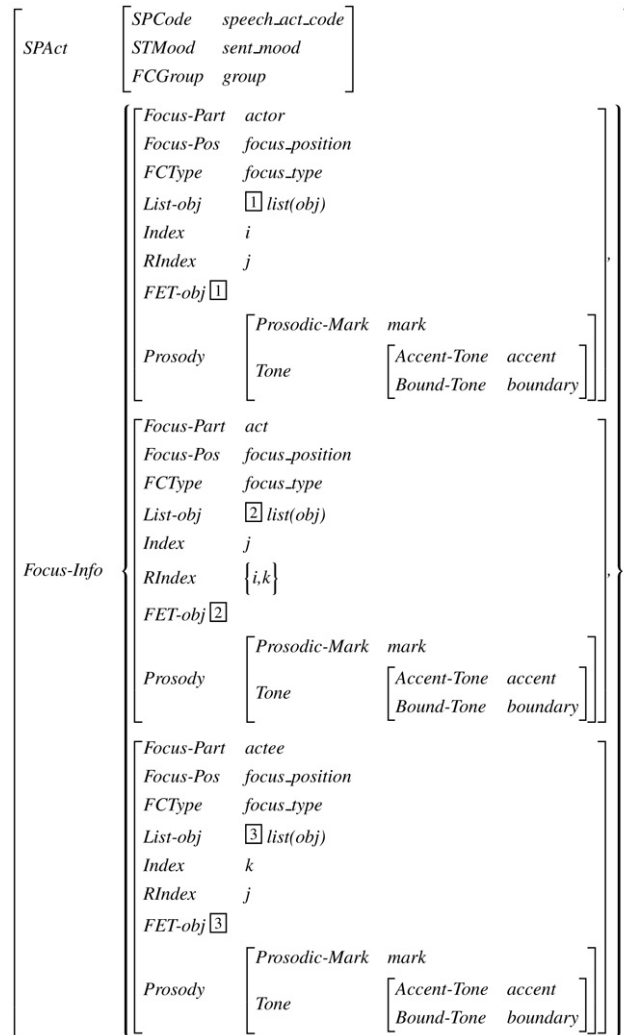 SPCode speech_act_code
SPAct STMood sent_mood
FCGroup group
Focus-Part actor
Focus-Pos focus_position
FCType focus_type
List-obj 1 list(obj)
Index i
RIndex j
FET-obj 1
Prosodic-Mark mark
Prosody Tone Accent-Tone accent
Bound-Tone boundary ,
Focus-Part act
Focus-Pos focus_position
FCType focus_type
List-obj 2 list(obj)
Index j
Focus-Info RIndex {i,k}
FET-obj 2
Prosodic-Mark mark
Prosody Tone Accent-Tone accent
Bound-Tone boundary ,
Focus-Part actee
Focus-Pos focus_position
FCType focus_type
List-obj 3 list(obj)
Index k
RIndex j
FET-obj 3
Prosodic-Mark mark
Prosody Tone Accent-Tone accent
Bound-Tone boundary